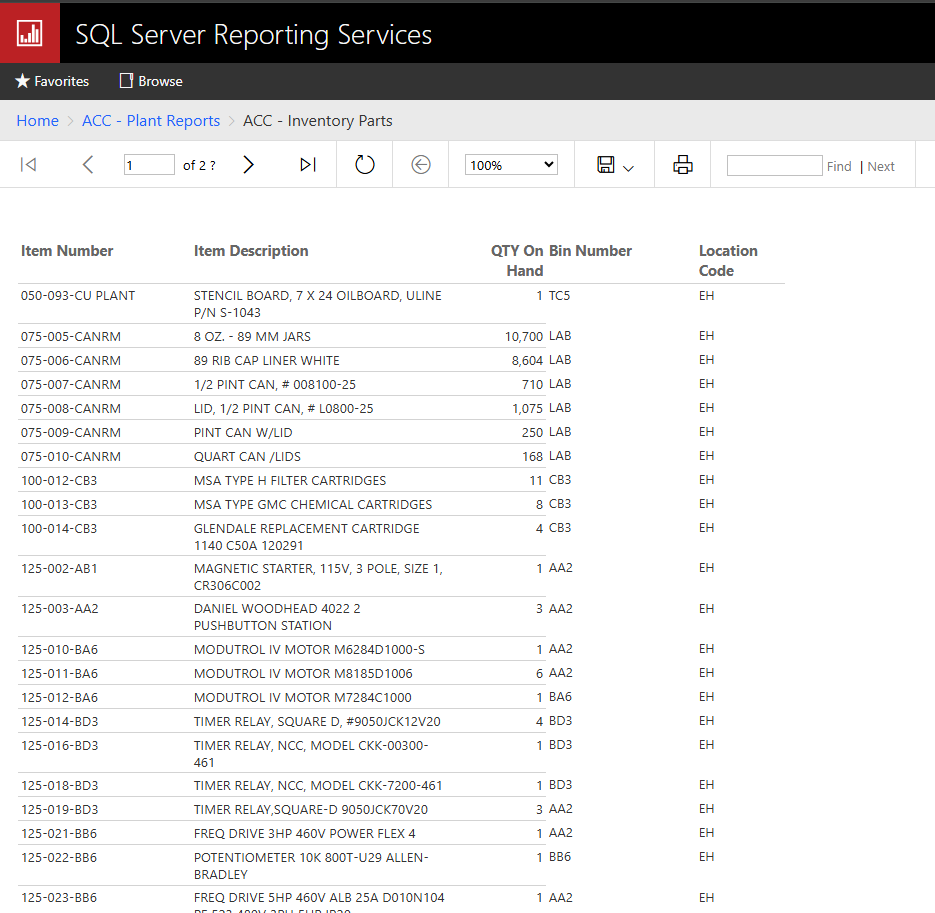 SQL Server Reporting Services
Favorites Browse
Home > ACC - Plant Reports > ACC - Inventory Parts
1 of 2 ? 100% Find | Next
Item Number Item Description QTY On Bin Number Location
Hand Code
050-093-CU PLANT STENCIL BOARD, 7 X 24 OILBOARD, ULINE 1 TC5 EH
P/N S-1043
075-005-CANRM 8 OZ. - 89 MM JARS 10,700 LAB EH
075-006-CANRM 89 RIB CAP LINER WHITE 8,604 LAB EH
075-007-CANRM 1/2 PINT CAN, # 008100-25 710 LAB EH
075-008-CANRM LID, 1/2 PINT CAN, # L0800-25 1,075 LAB EH
075-009-CANRM PINT CAN W/LID 250 LAB EH
075-010-CANRM QUART CAN /LIDS 168 LAB EH
100-012-CB3 MSA TYPE H FILTER CARTRIDGES 11 CB3 EH
100-013-CB3 MSA TYPE GMC CHEMICAL CARTRIDGES 8 CB3 EH
100-014-CB3 GLENDALE REPLACEMENT CARTRIDGE 4 CB3 EH
1140 C50A 120291
125-002-AB1 MAGNETIC STARTER, 115V, 3 POLE, SIZE 1, 1 AA2 EH
CR306C002
125-003-AA2 DANIEL WOODHEAD 4022 2 3 AA2 EH
PUSHBUTTON STATION
125-010-BA6 MODUTROL IV MOTOR M6284D1000-S 1 AA2 EH
125-011-BA6 MODUTROL IV MOTOR M8185D1006 6 AA2 EH
125-012-BA6 MODUTROL IV MOTOR M7284C1000 1 BA6 EH
125-014-BD3 TIMER RELAY, SQUARE D, #9050JCK12V20 4 BD3 EH
125-016-BD3 TIMER RELAY, NCC, MODEL CKK-00300- 1 BD3 EH
461
125-018-BD3 TIMER RELAY, NCC, MODEL CKK-7200-461 1 BD3 EH
125-019-BD3 TIMER RELAY,SQUARE-D 9050JCK70V20 3 AA2 EH
125-021-BB6 FREQ DRIVE 3HP 460V POWER FLEX 4 1 AA2 EH
125-022-BB6 POTENTIOMETER 10K 800T-U29 ALLEN- 1 BB6 EH
BRADLEY
125-023-BB6 FREQ DRIVE 5HP 460V ALB 25A D010N104 1 AA2 EH